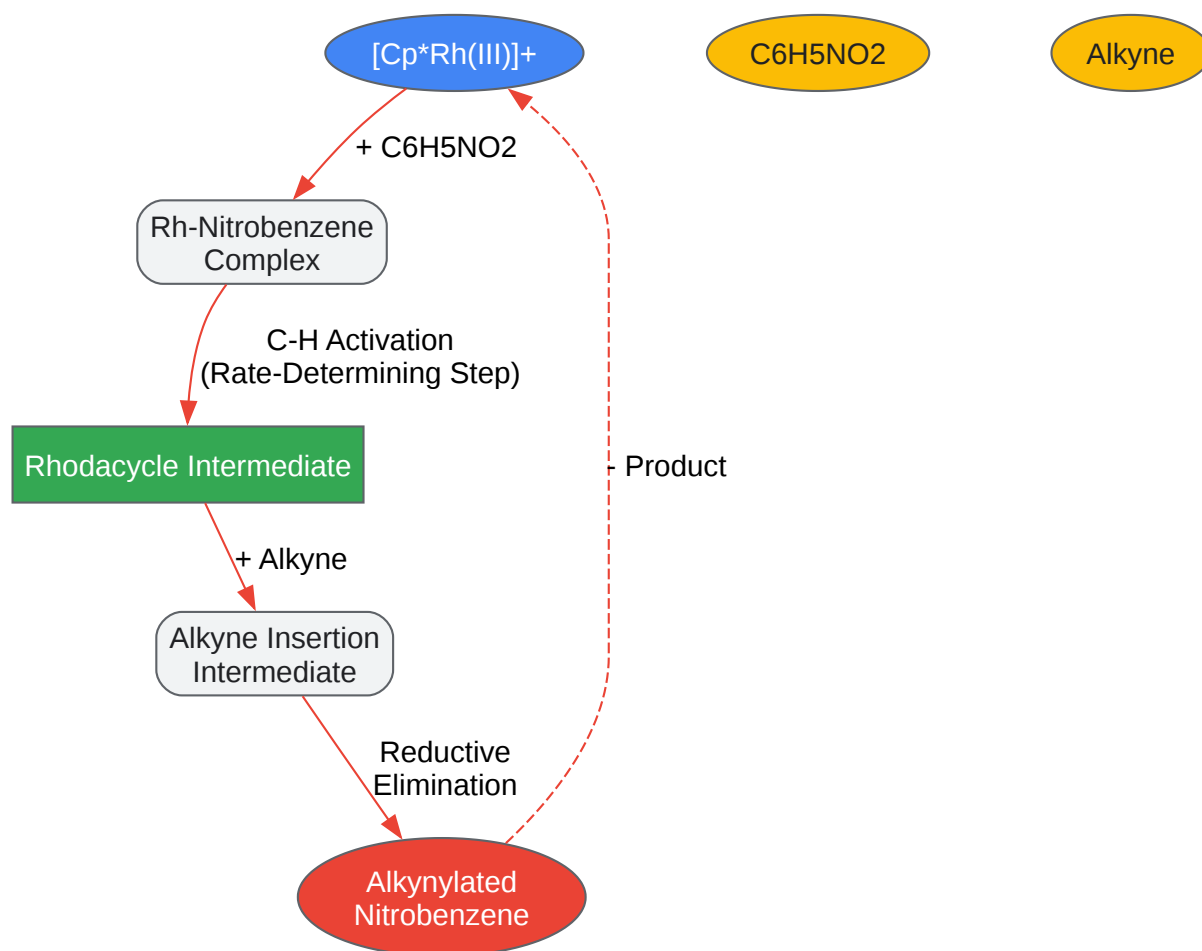 [Cp*Rh(III)]+
C6H5NO2
Alkyne
+ C6H5NO2
Rh-Nitrobenzene
Complex
C-H Activation
(Rate-Determining Step)
Rhodacycle Intermediate
- Product
+ Alkyne
Alkyne Insertion
Intermediate
Reductive
Elimination
Alkynylated
Nitrobenzene